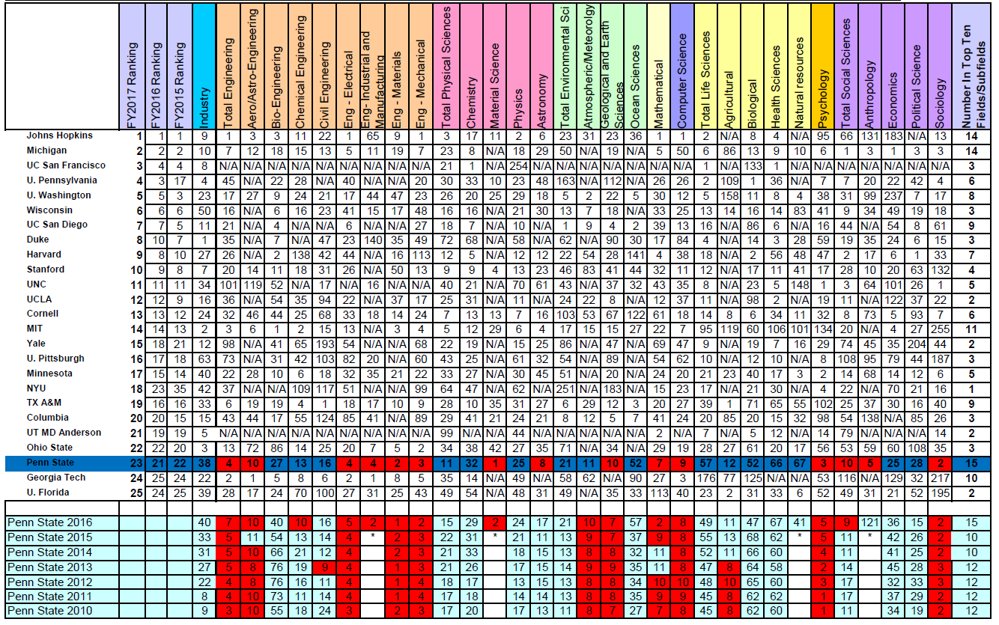 FY2017 Ranking
FY2016 Ranking
FY2015 Ranking
Industry
Total Engineering
Aero/Astro-Engineering
Bio-Engineering
Chemical Engineering
Civil Engineering
Eng - Electrical
Eng- Industrial and
Manufacturing
Eng - Materials
Eng - Mechanical
Total Physical Sciences
Chemistry
Material Science
Physics
Astronomy
Total Environmental Sci
Atmospheric/Meteorolgy
Geological and Earth
Sciences
Ocean Sciences
Mathematical
Computer Science
Total Life Sciences
Agricultural
Biological
Health Sciences
Natural resources
Psychology
Total Social Sciences
Anthropology
Economics
Political Science
Sociology
Number In Top Ten
Fields/Subfields
Johns Hopkins 1 1 1 9 1 3 3 11 22 1 65 9 1 3 17 11 2 6 23 31 23 36 1 1 2 N/A 8 4 N/A 95 66 131 183 N/A 13 14
Michigan 2 2 2 10 7 12 18 15 13 5 11 19 7 23 8 N/A 18 29 50 N/A 19 N/A 5 50 6 86 13 9 10 6 1 3 1 3 3 14
UC San Francisco 3 4 4 8 N/A N/A N/A N/A N/A N/A N/A N/A N/A 21 1 N/A 254 N/A N/A N/A N/A N/A N/A N/A 1 N/A 133 1 N/A N/A N/A N/A N/A N/A N/A 3
U. Pennsylvania 4 3 17 4 45 N/A 22 28 N/A 40 N/A N/A 20 30 33 10 23 48 163 N/A 112 N/A 26 26 2 109 1 36 N/A 7 7 20 22 42 4 6
U. Washington 5 5 3 23 17 27 9 24 21 17 44 47 23 26 20 25 29 18 5 2 22 5 30 12 5 158 11 8 4 38 31 99 237 7 17 8
Wisconsin 6 6 6 50 16 N/A 6 16 23 41 15 17 48 16 16 N/A 21 30 13 7 18 N/A 33 25 13 14 16 14 83 41 9 34 49 19 18 3
UC San Diego 7 7 5 11 21 N/A 4 N/A N/A 6 N/A N/A 27 18 7 N/A 10 N/A 1 9 4 2 39 13 16 N/A 86 6 N/A 16 44 N/A 54 8 61 9
Duke 8 10 7 1 35 N/A 7 N/A 47 23 140 35 49 72 68 N/A 58 N/A 62 N/A 90 30 17 84 4 N/A 14 3 28 59 19 35 24 6 15 3
Harvard 9 8 10 27 26 N/A 2 138 42 44 N/A 16 113 12 5 N/A 12 12 22 54 28 141 4 38 18 N/A 2 56 48 47 2 17 6 1 33 7
Stanford 10 9 8 7 20 14 11 18 31 26 N/A 50 13 9 9 4 13 23 46 83 41 44 32 11 12 N/A 17 11 41 17 28 10 20 63 132 4
UNC 11 11 11 34 101 119 52 N/A 17 N/A 16 N/A N/A 40 21 N/A 70 61 43 N/A 37 32 43 35 8 N/A 23 5 148 1 3 64 101 26 1 5
UCLA 12 12 9 16 36 N/A 54 35 94 22 N/A 37 17 25 31 N/A 11 N/A 24 22 8 N/A 12 37 11 N/A 98 2 N/A 19 11 N/A 122 37 22 2
Cornell 13 13 12 24 32 46 44 25 68 33 18 14 24 7 13 13 7 16 103 53 67 122 61 18 14 8 6 34 11 32 8 73 5 93 7 6
MIT 14 14 13 2 3 6 1 2 15 13 N/A 3 4 5 12 29 6 4 17 15 15 27 22 7 95 119 60 106 101 134 20 N/A 4 27 255 11
Yale 15 18 21 12 98 N/A 41 65 193 54 N/A N/A 68 22 19 N/A 15 25 86 N/A 47 N/A 69 47 9 N/A 19 7 16 29 74 45 35 204 44 2
U. Pittsburgh 16 17 18 63 73 N/A 31 42 103 82 20 N/A 60 43 25 N/A 61 32 54 N/A 89 N/A 54 62 10 N/A 12 10 N/A 8 108 95 79 44 187 3
Minnesota 17 15 14 40 22 28 10 6 18 32 35 21 22 33 27 N/A 30 45 51 N/A 20 N/A 24 20 21 23 40 17 3 2 14 68 14 12 6 5
NYU 18 23 35 42 37 N/A N/A 109 117 51 N/A N/A 99 64 47 N/A 62 N/A 251 N/A 183 N/A 15 23 17 N/A 21 30 N/A 4 22 N/A 70 21 16 1
TX A&M 19 16 16 33 6 19 19 4 1 18 17 10 9 28 10 35 31 27 6 29 12 3 20 27 39 1 71 65 55 102 25 37 30 16 40 9
Columbia 20 20 15 15 43 44 17 55 124 85 41 N/A 89 29 41 21 24 21 8 12 5 7 41 24 20 85 20 15 32 98 54 138 N/A 85 26 3
UT MD Anderson 21 19 19 5 N/A N/A N/A N/A N/A N/A N/A N/A N/A 99 N/A N/A 44 N/A N/A N/A N/A N/A 2 N/A 7 N/A 5 12 N/A 14 79 N/A N/A N/A 14 2
Ohio State 22 22 20 3 13 72 86 14 25 20 7 5 2 34 38 42 27 35 71 N/A 34 N/A 29 19 28 26 61 20 17 56 53 59 60 108 35 3
Penn State 23 21 22 38 4 10 27 13 16 4 4 2 3 11 32 1 25 8 21 11 10 52 7 9 57 12 52 66 67 3 10 5 25 28 2 15
Georgia Tech 24 25 24 22 2 1 5 8 6 2 1 8 5 35 14 N/A 49 N/A 58 62 N/A 90 27 3 176 77 125 N/A N/A 53 116 N/A 129 32 217 10
U. Florida 25 24 25 39 28 17 24 70 100 27 31 25 43 49 54 N/A 48 31 49 N/A 35 33 113 40 23 2 31 33 6 52 49 31 21 52 195 2
Penn State 2016 40 7 10 40 10 16 5 2 1 2 15 29 2 24 17 21 10 7 57 2 8 49 11 47 67 41 5 9 121 36 15 2 15
Penn State 2015 33 5 11 54 13 14 4 * 2 3 22 31 * 21 11 13 9 7 37 9 8 55 13 68 62 * 5 11 * 42 26 2 10
Penn State 2014 31 5 10 66 21 12 4 2 3 21 33 18 15 13 8 8 32 11 8 52 11 66 60 4 11 41 25 2 10
Penn State 2013 27 5 8 76 19 9 4 1 3 21 26 17 15 14 9 9 35 11 8 47 8 64 58 2 14 45 28 3 12
Penn State 2012 22 4 8 76 16 11 4 1 4 18 17 13 15 13 8 8 34 10 10 48 10 65 60 3 17 32 33 3 12
Penn State 2011 8 4 10 73 11 14 4 1 4 17 18 14 14 13 8 8 35 9 9 45 8 62 62 1 17 37 29 2 12
Penn State 2010 9 3 10 55 18 24 3 2 3 17 20 17 13 11 8 7 27 7 8 45 8 62 60 1 11 34 19 2 12